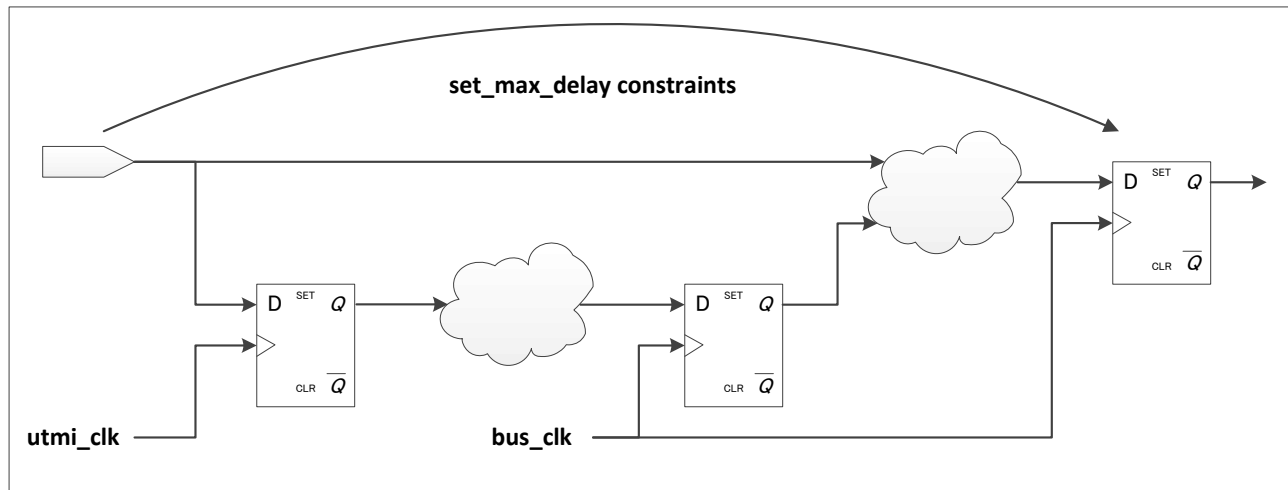 set_max_delay constraints
D SET Q
CLR Q
D SET Q
CLR Q
D SET Q
CLR Q
utmi_clk
bus_clk